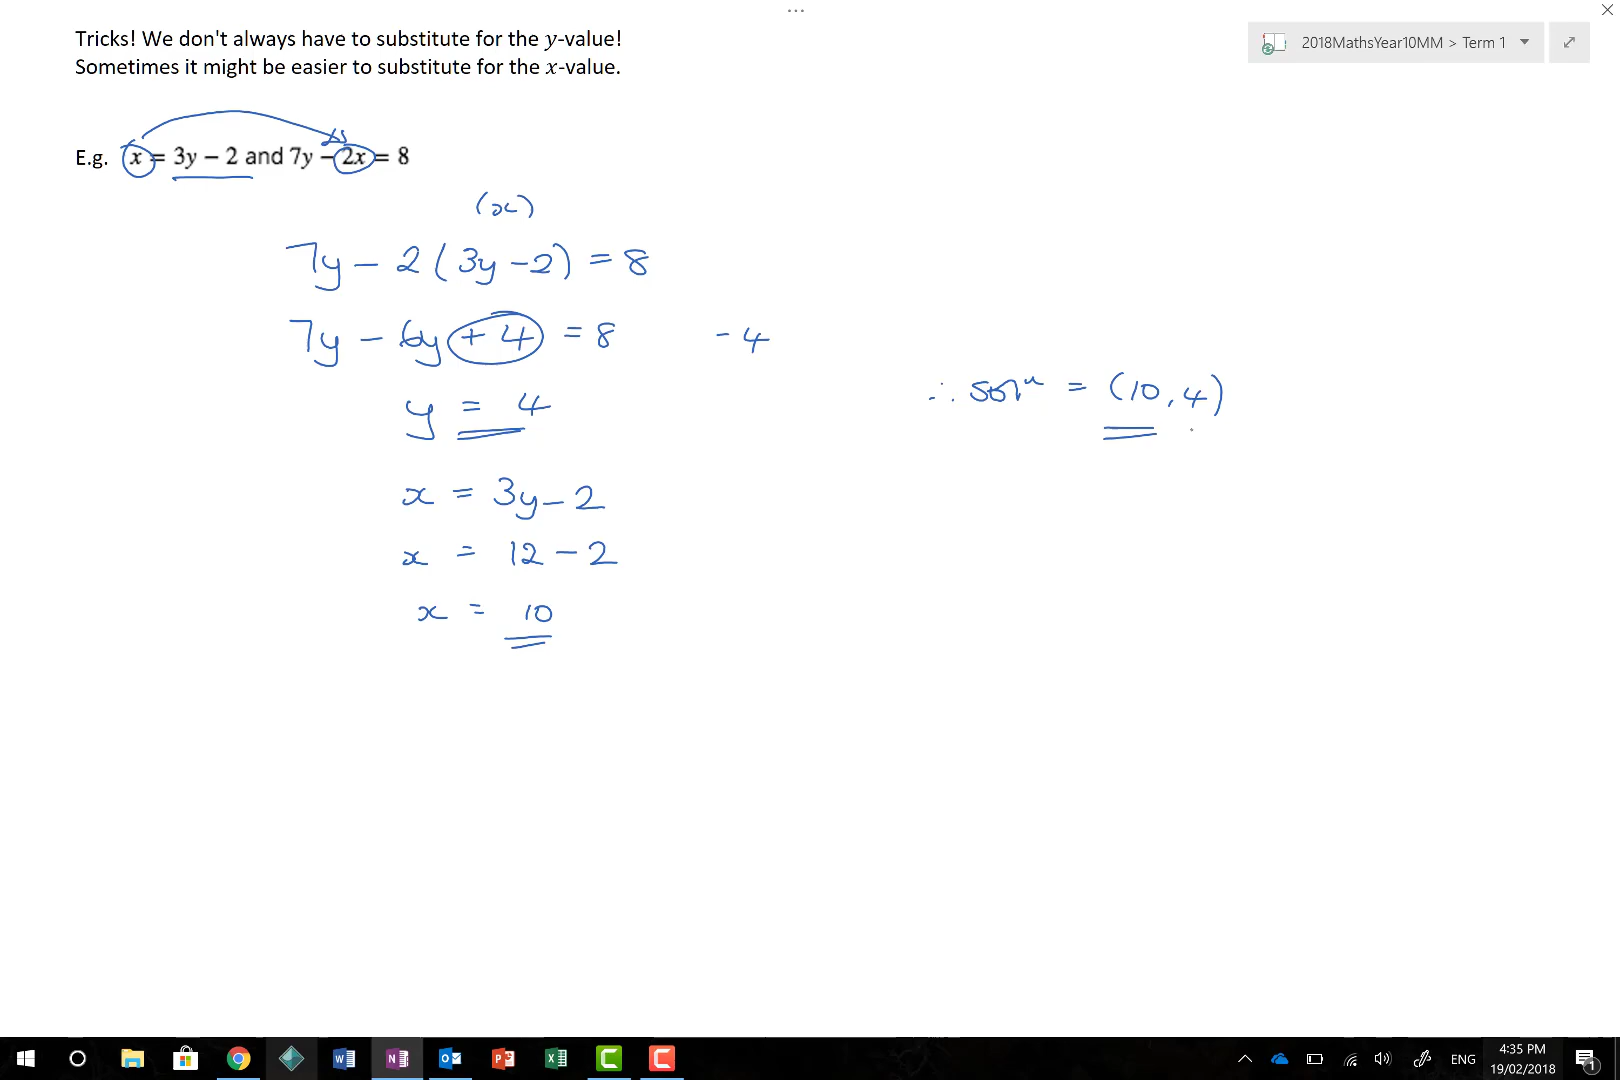 Tricks! We don't always have to substitute for the y-value!
Sometimes it might be easier to substitute for the x-value.
2018MathsYear10MM > Term 1
E.g. x = 3y − 2 and 7y − 2x = 8
(x)
7y − 2(3y − 2) = 8
7y − 6y + 4 = 8 − 4
y = 4
∴ solⁿ = (10, 4)
x = 3y − 2
x = 12 − 2
x = 10
ENG
4:35 PM
19/02/2018
1